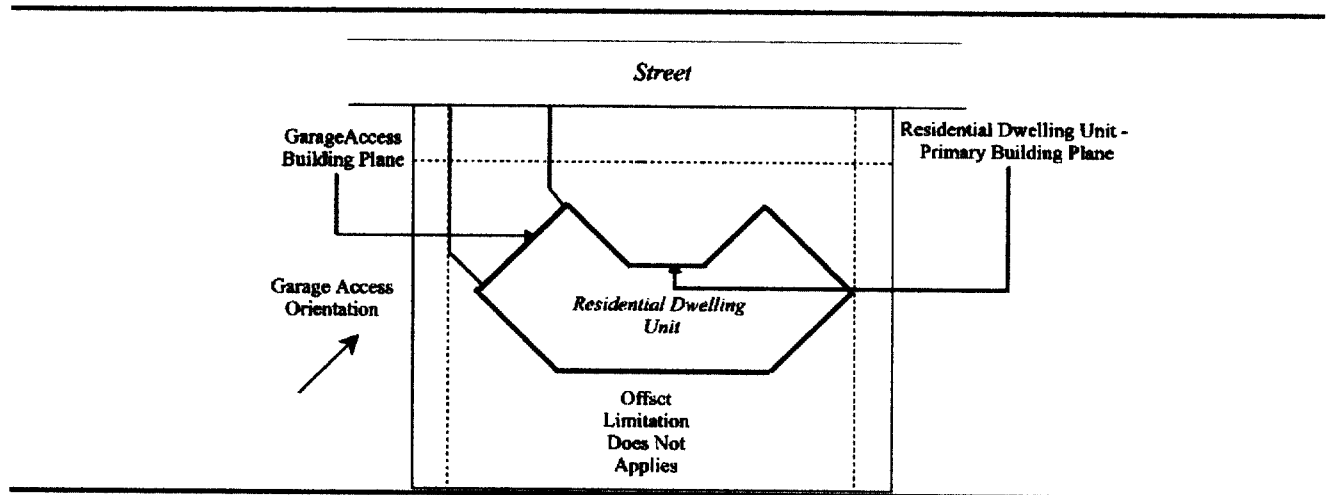 Street
GarageAccess
Building Plane
Residential Dwelling Unit -
Primary Building Plane
Garage Access
Orientation
Residential Dwelling
Unit
Offset
Limitation
Does Not
Applies